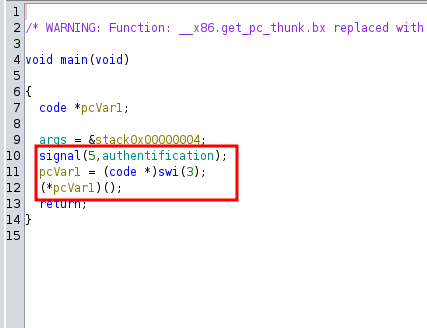 1
2 /* WARNING: Function: __x86.get_pc_thunk.bx replaced with
3
4 void main(void)
5
6 {
7 code *pcVar1;
8
9 args = &stack0x00000004;
10 signal(5,authentification);
11 pcVar1 = (code *)swi(3);
12 (*pcVar1)();
13 return;
14 }
15